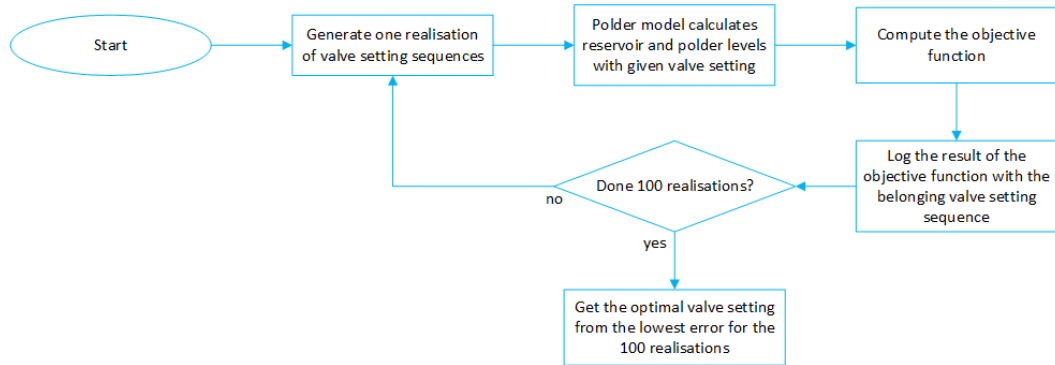 Start
Generate one realisation
of valve setting sequences
Polder model calculates
reservoir and polder levels
with given valve setting
Compute the objective
function
Log the result of the
objective function with the
belonging valve setting
sequence
Done 100 realisations?
no
yes
Get the optimal valve setting
from the lowest error for the
100 realisations